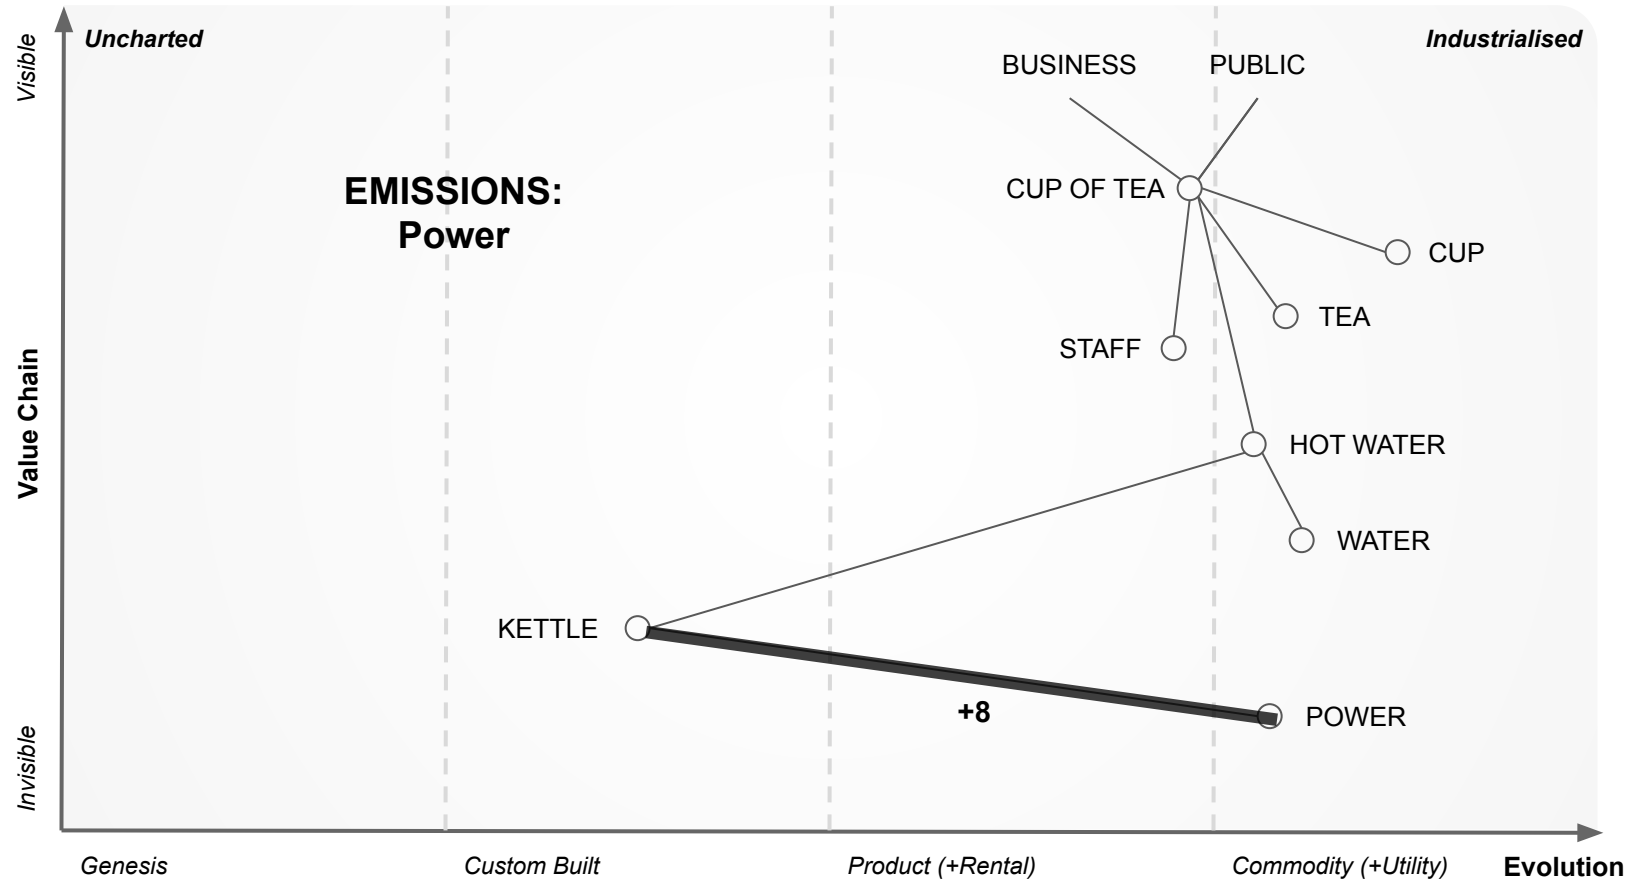 Visible
Uncharted
Industrialised
BUSINESS
PUBLIC
EMISSIONS:
Power
CUP OF TEA
CUP
TEA
STAFF
Value Chain
HOT WATER
WATER
KETTLE
+8
POWER
Invisible
Genesis
Custom Built
Product (+Rental)
Commodity (+Utility)
Evolution